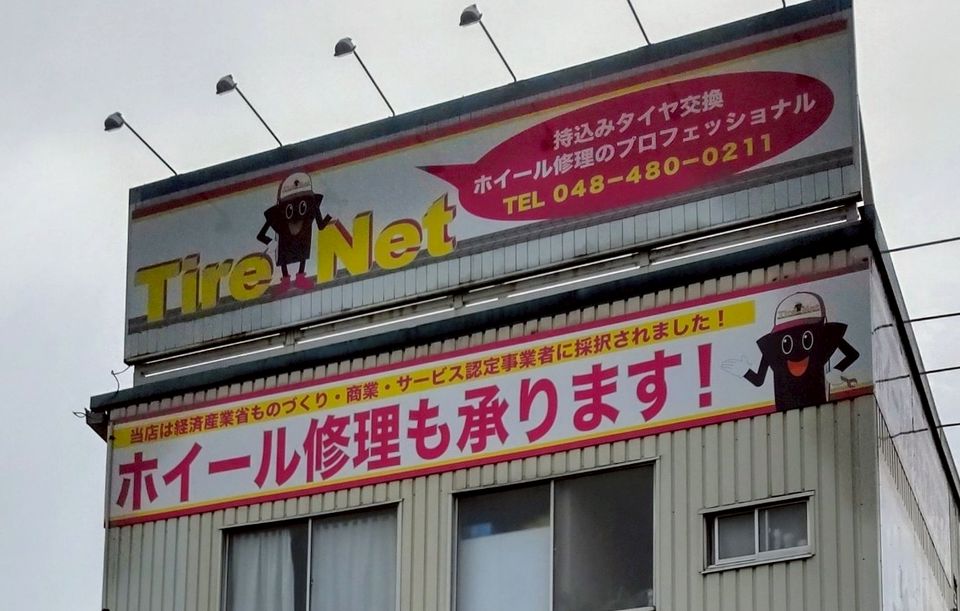 持込みタイヤ交換
ホイール修理のプロフェッショナル
TEL 048-480-0211
Tire Net
当店は経済産業省ものづくり・商業・サービス認定事業者に採択されました！
ホイール修理も承ります！